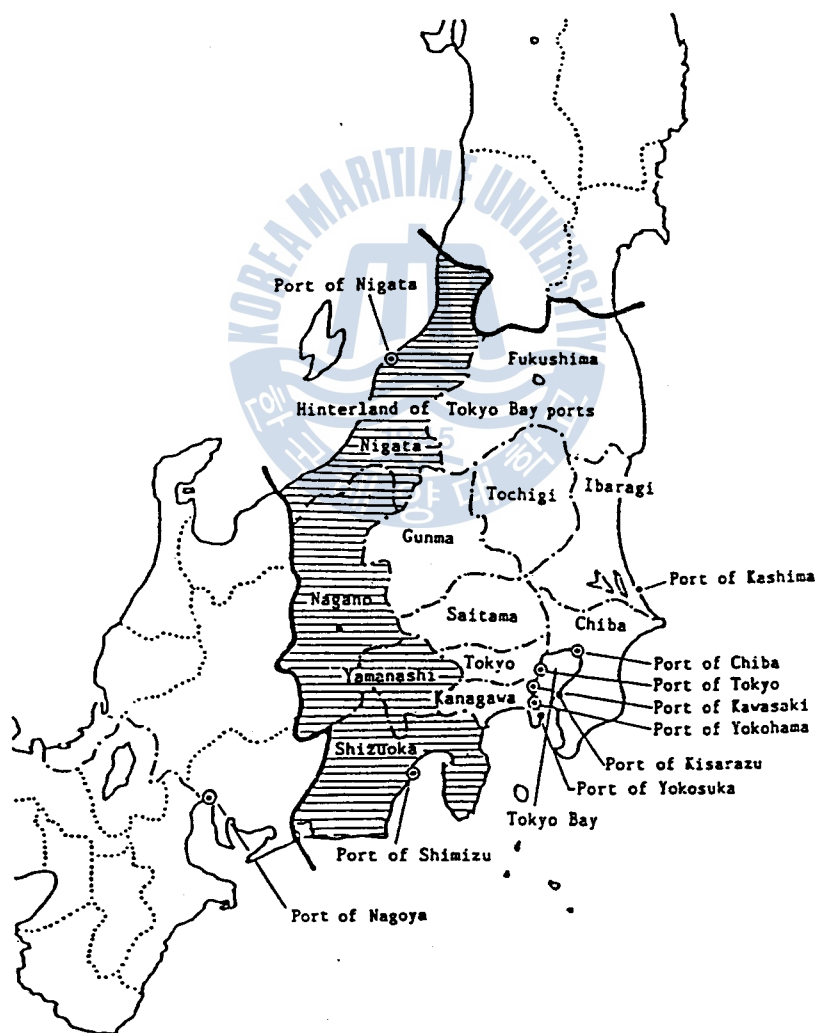 KOREA MARITIME UNIVERSITY
Port of Nigata
Fukushima
Hinterland of Tokyo Bay ports
Nigata
Tochigi
Ibaragi
Gunma
Port of Kashima
Nagano
Saitama
Chiba
Tokyo
Port of Chiba
Yamanashi
Port of Tokyo
Kanagawa
Port of Kawasaki
Port of Yokohama
Shizuoka
Port of Kisarazu
Port of Yokosuka
Tokyo Bay
Port of Shimizu
Port of Nagoya